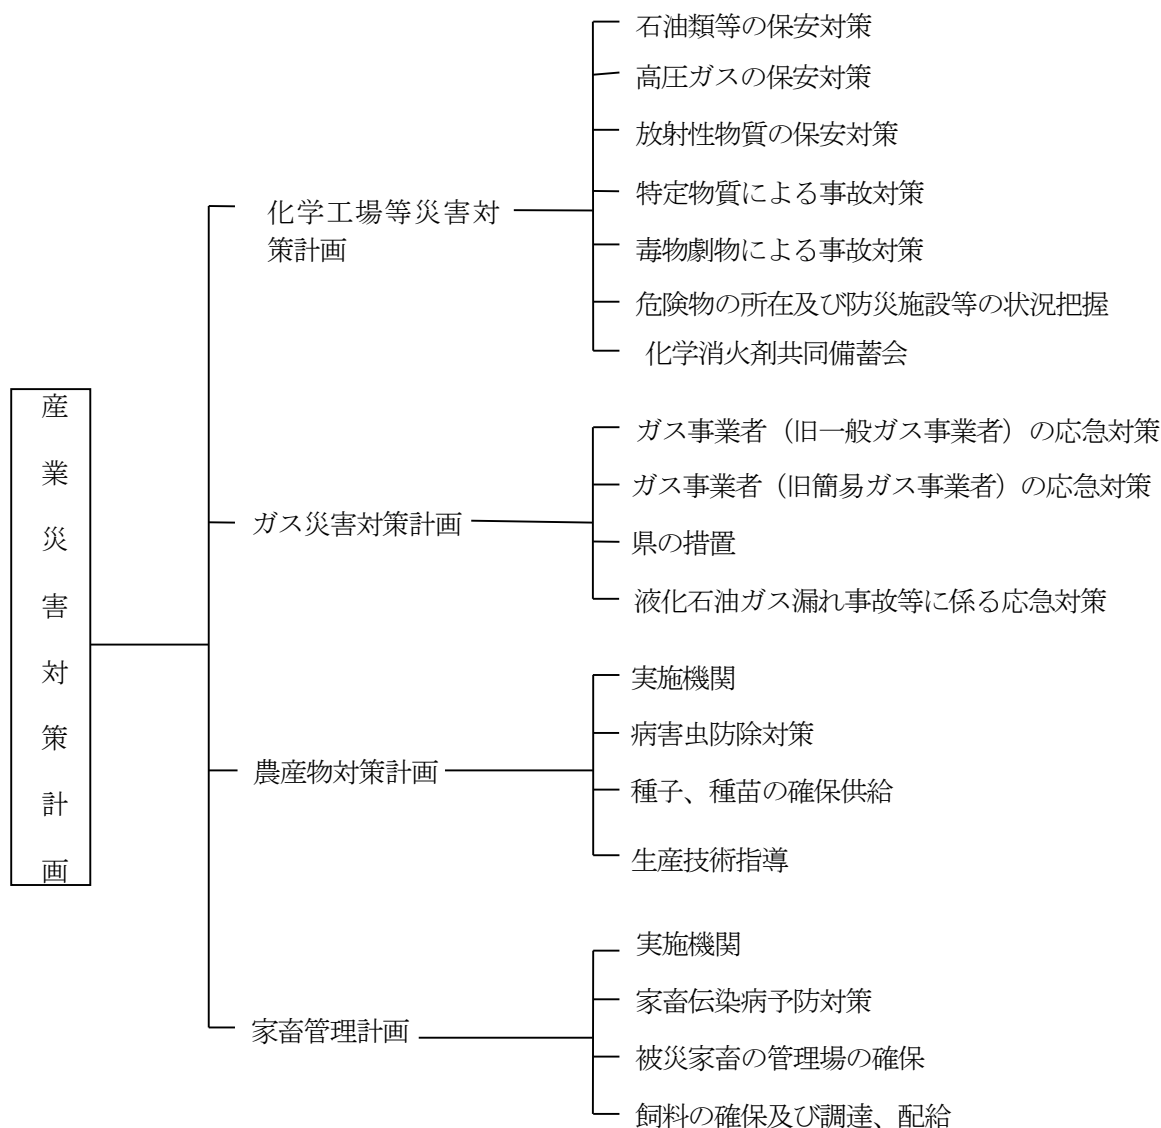 産業災害対策計画
化学工場等災害対
策計画
石油類等の保安対策
高圧ガスの保安対策
放射性物質の保安対策
特定物質による事故対策
毒物劇物による事故対策
危険物の所在及び防災施設等の状況把握
化学消火剤共同備蓄会
ガス災害対策計画
ガス事業者（旧一般ガス事業者）の応急対策
ガス事業者（旧簡易ガス事業者）の応急対策
県の措置
液化石油ガス漏れ事故等に係る応急対策
農産物対策計画
実施機関
病害虫防除対策
種子、種苗の確保供給
生産技術指導
家畜管理計画
実施機関
家畜伝染病予防対策
被災家畜の管理場の確保
飼料の確保及び調達、配給